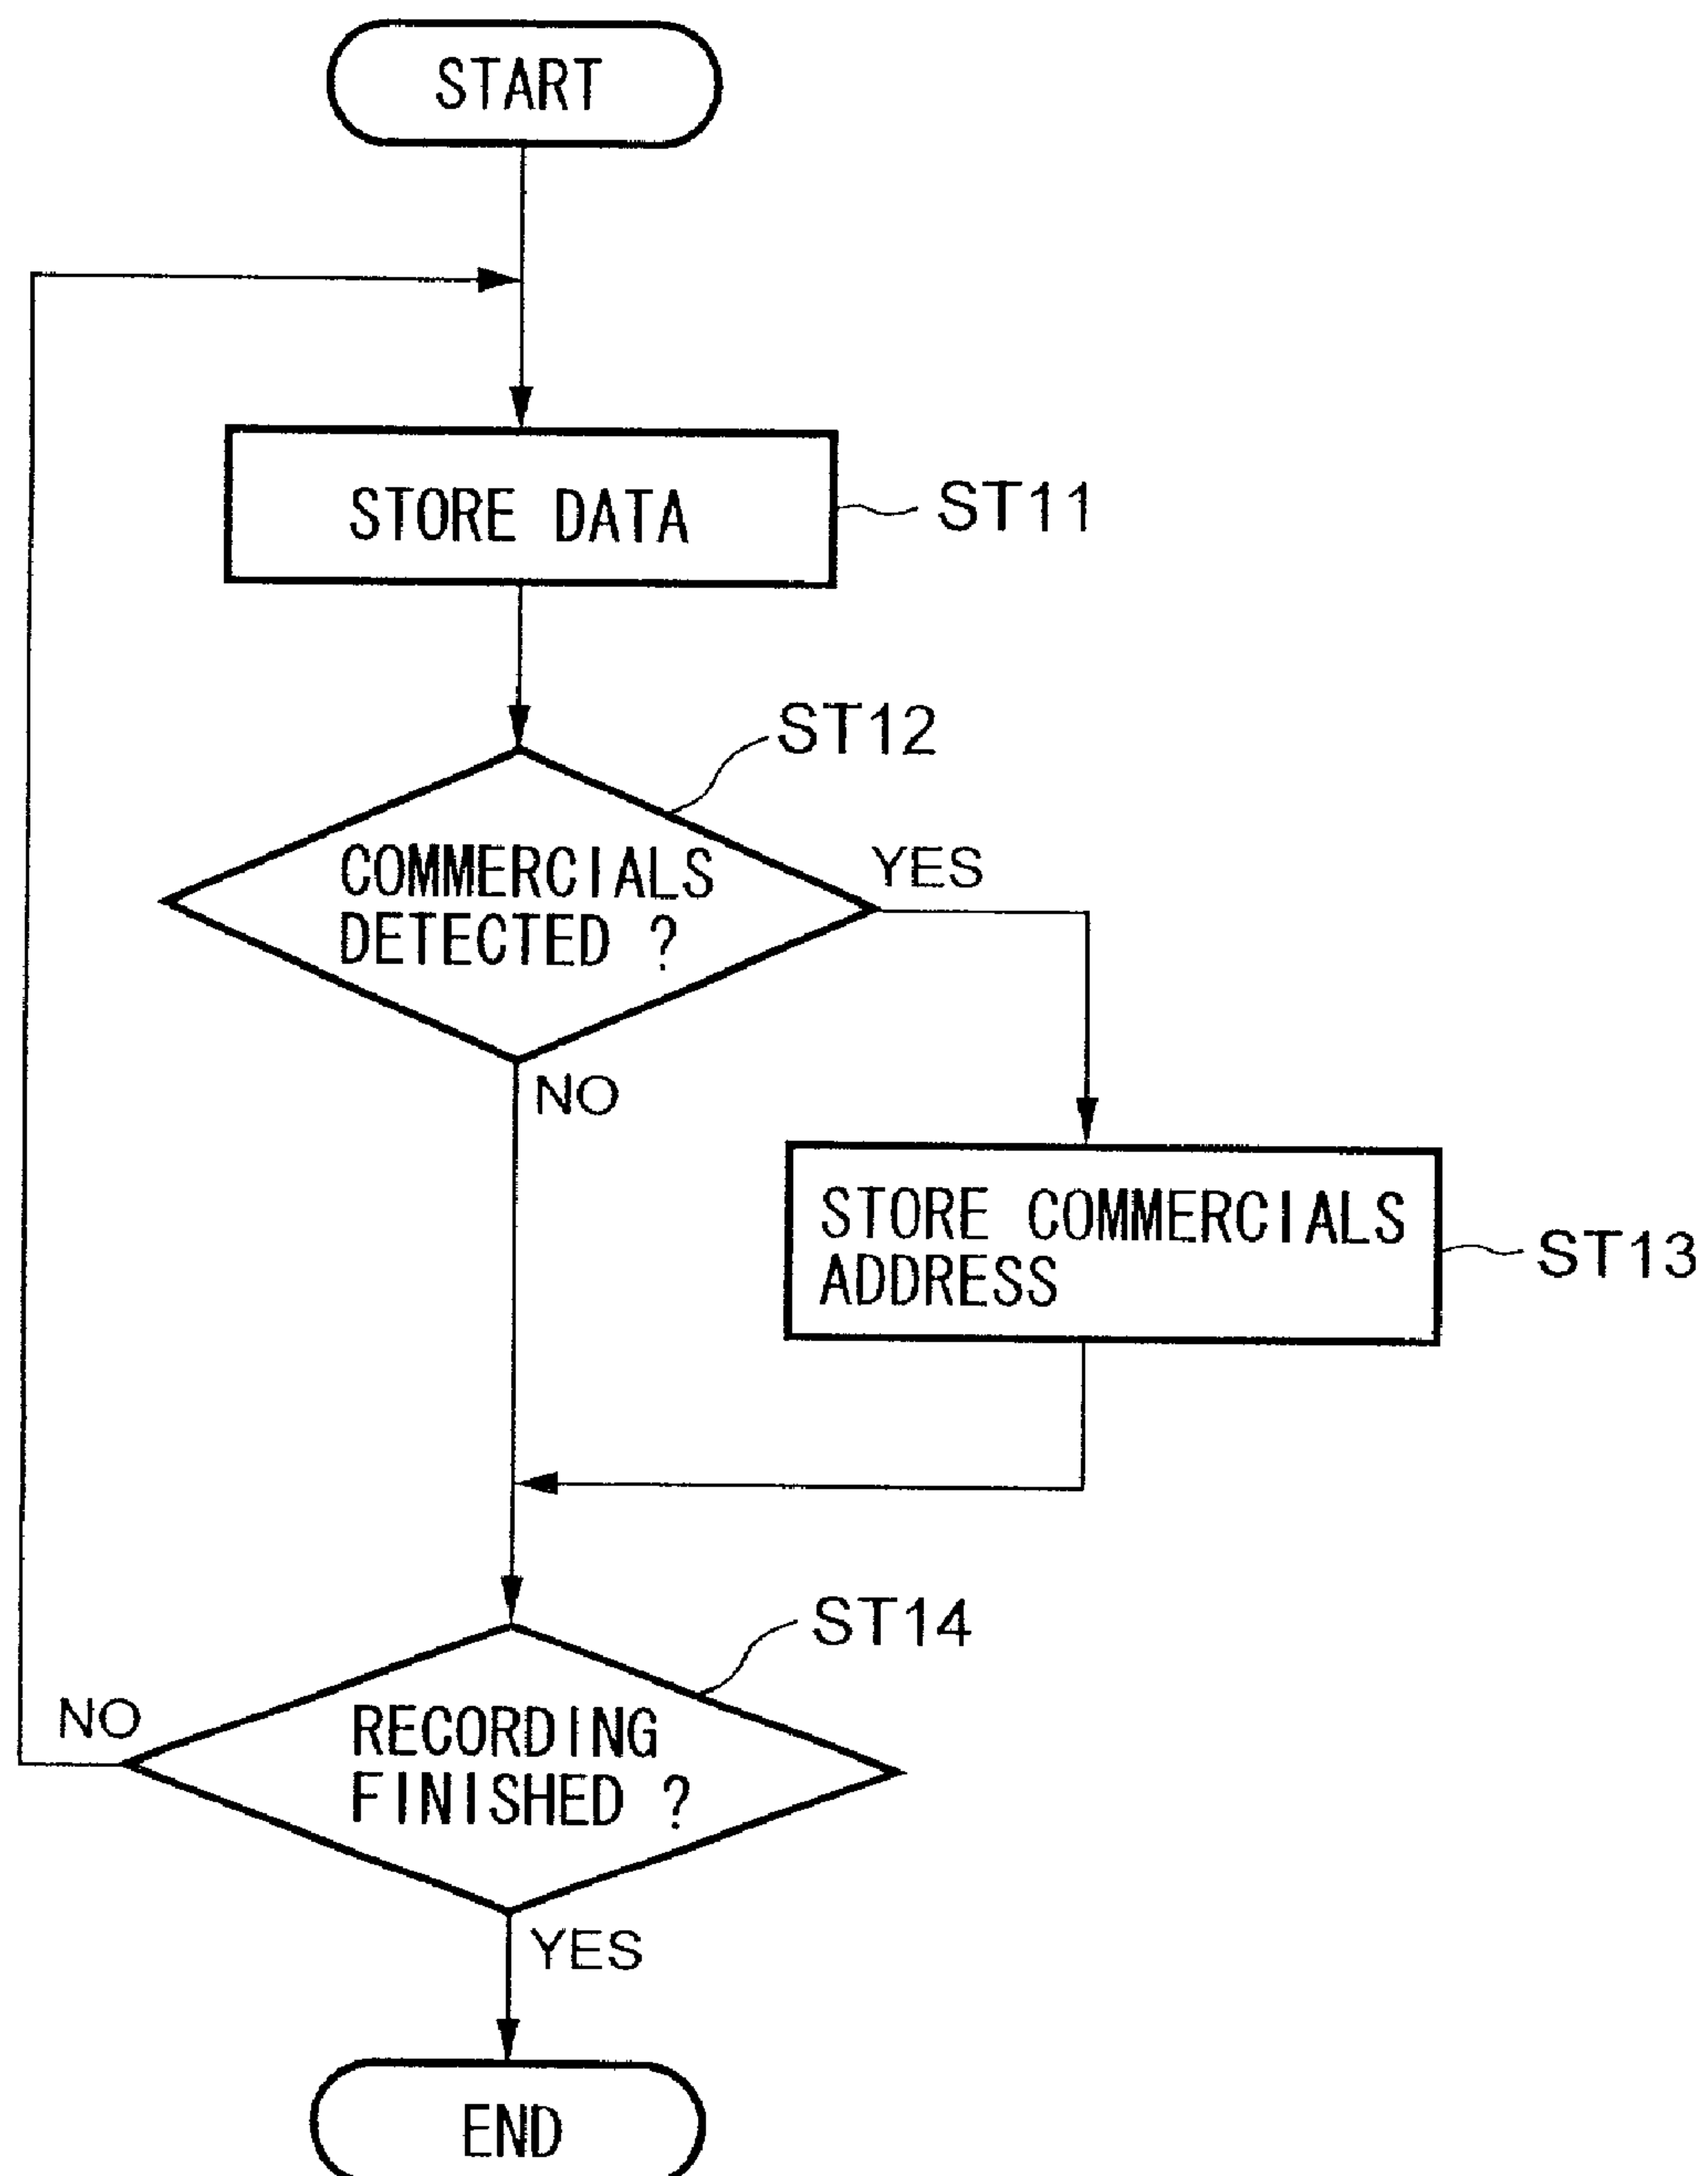 START
STORE DATA
ST11
ST12
COMMERCIALS
DETECTED ?
YES
NO
STORE COMMERCIALS
ADDRESS
ST13
ST14
NO
RECORDING
FINISHED ?
YES
END